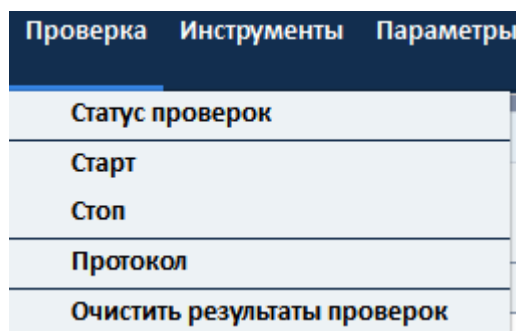 Проверка Инструменты Параметры
Статус проверок
Старт
Стоп
Протокол
Очистить результаты проверок